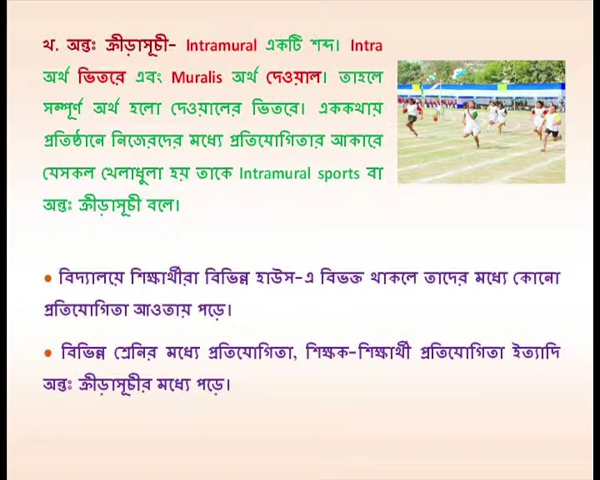 খ. অন্তঃ ক্রীড়াসূচী- Intramural একটি শব্দ। Intra
অর্থ ভিতরে এবং Muralis অর্থ দেওয়াল। তাহলে
সম্পূর্ণ অর্থ হলো দেওয়ালের ভিতরে। এককথায়
প্রতিষ্ঠানে নিজেরদের মধ্যে প্রতিযোগিতার আকারে
যেসকল খেলাধুলা হয় তাকে Intramural sports বা
অন্তঃ ক্রীড়াসূচী বলে।
● বিদ্যালয়ে শিক্ষার্থীরা বিভিন্ন হাউস-এ বিভক্ত থাকলে তাদের মধ্যে কোনো
প্রতিযোগিতা আওতায় পড়ে।
● বিভিন্ন শ্রেনির মধ্যে প্রতিযোগিতা, শিক্ষক-শিক্ষার্থী প্রতিযোগিতা ইত্যাদি
অন্তঃ ক্রীড়াসূচীর মধ্যে পড়ে।